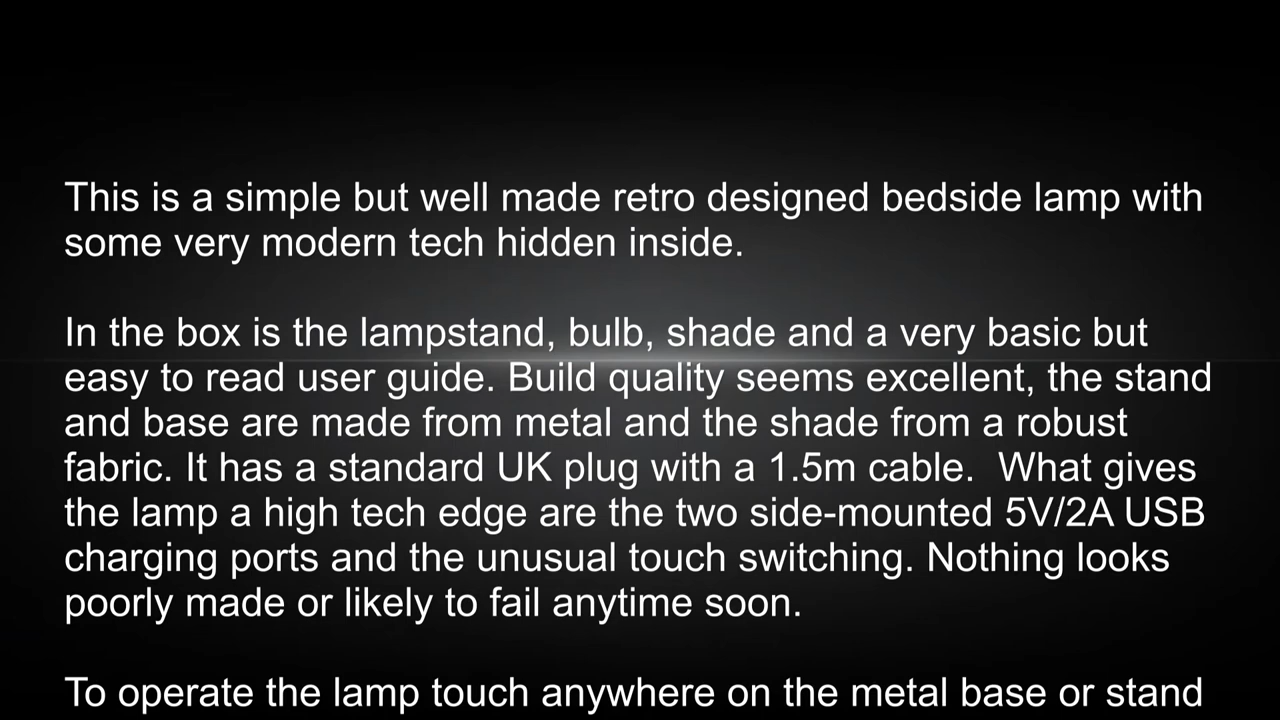 This is a simple but well made retro designed bedside lamp with
some very modern tech hidden inside.
In the box is the lampstand, bulb, shade and a very basic but
easy to read user guide. Build quality seems excellent, the stand
and base are made from metal and the shade from a robust
fabric. It has a standard UK plug with a 1.5m cable.  What gives
the lamp a high tech edge are the two side-mounted 5V/2A USB
charging ports and the unusual touch switching. Nothing looks
poorly made or likely to fail anytime soon.
To operate the lamp touch anywhere on the metal base or stand